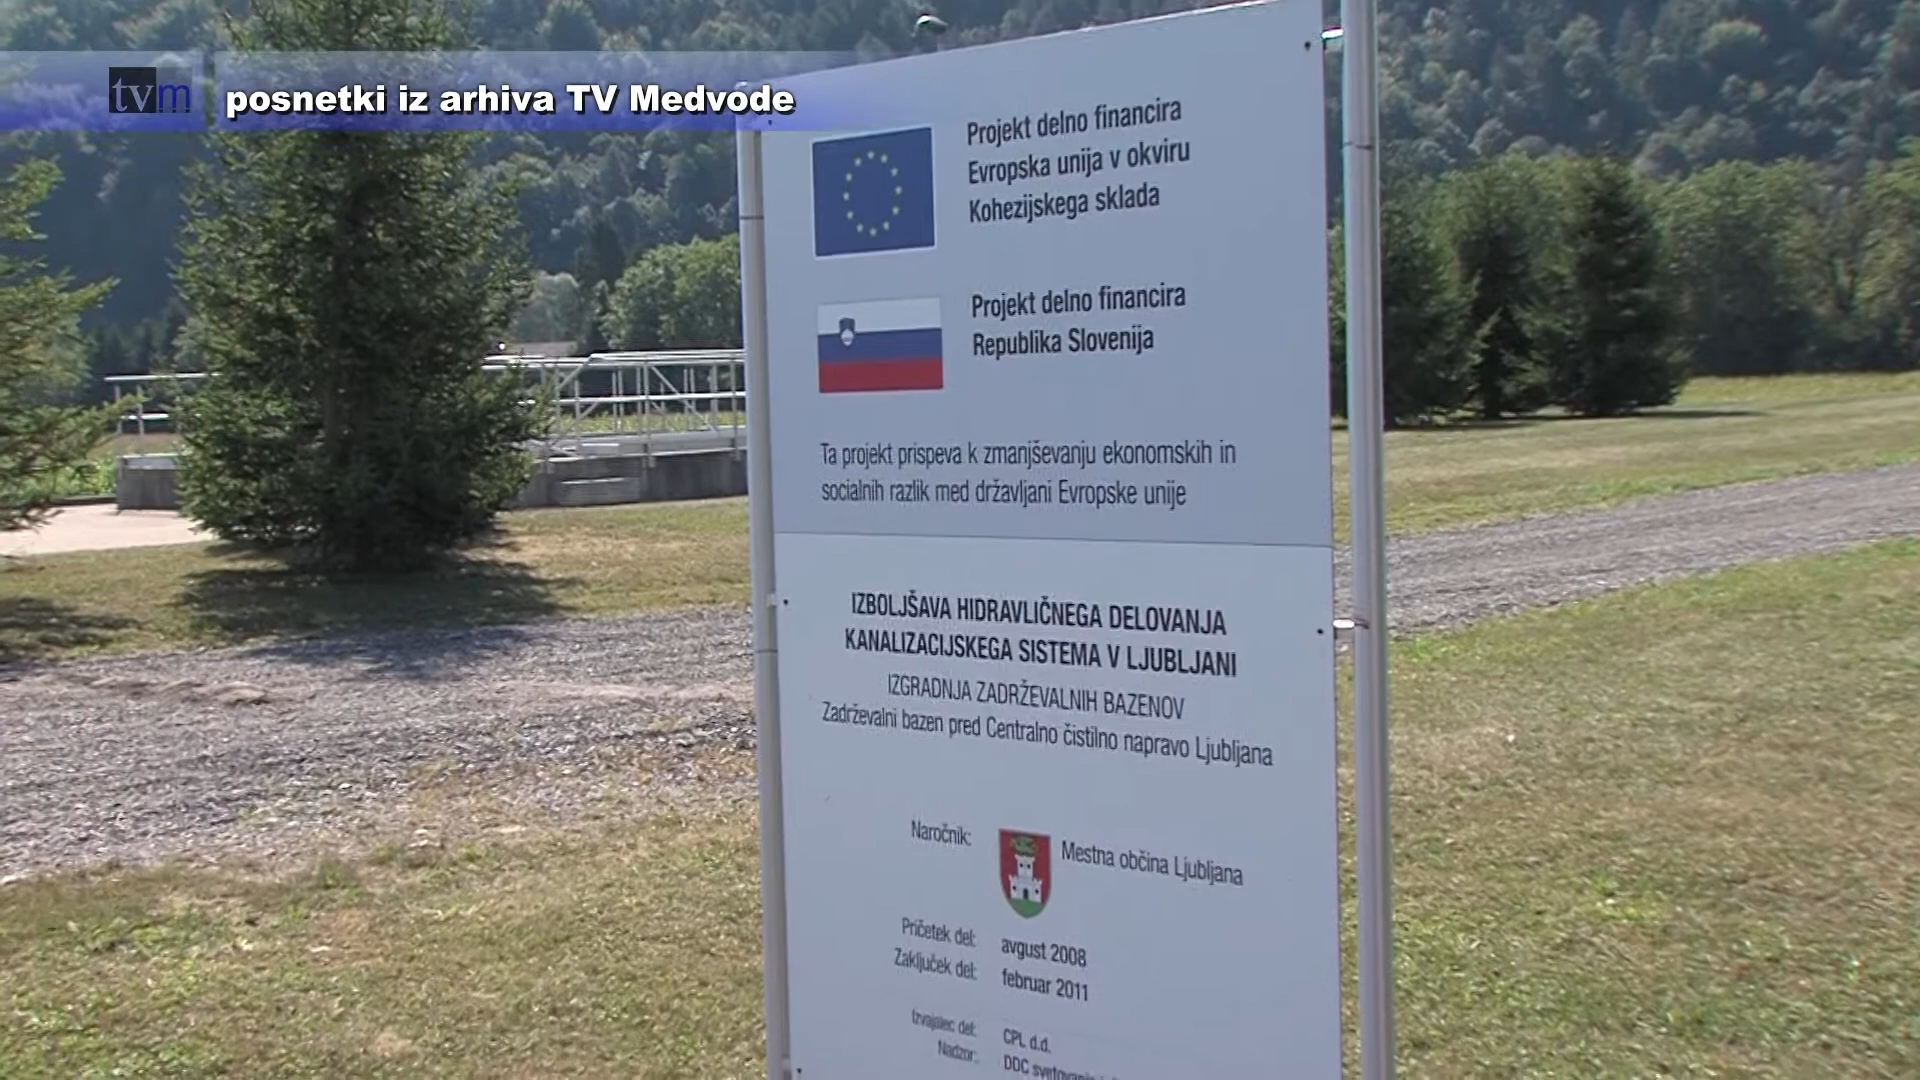 tvm posnetki iz arhiva TV Medvode
Projekt delno financira
Evropska unija v okviru
Kohezijskega sklada
Projekt delno financira
Republika Slovenija
Ta projekt prispeva k zmanjševanju ekonomskih in
socialnih razlik med državljani Evropske unije
IZBOLJŠAVA HIDRAVLIČNEGA DELOVANJA
KANALIZACIJSKEGA SISTEMA V LJUBLJANI
IZGRADNJA ZADRŽEVALNIH BAZENOV
Zadrževalni bazen pred Centralno čistilno napravo Ljubljana
Naročnik: Mestna občina Ljubljana
Pričetek del: avgust 2008
Zaključek del: februar 2011
Izvajalec del: CPL d.d.
Nadzor: DDC